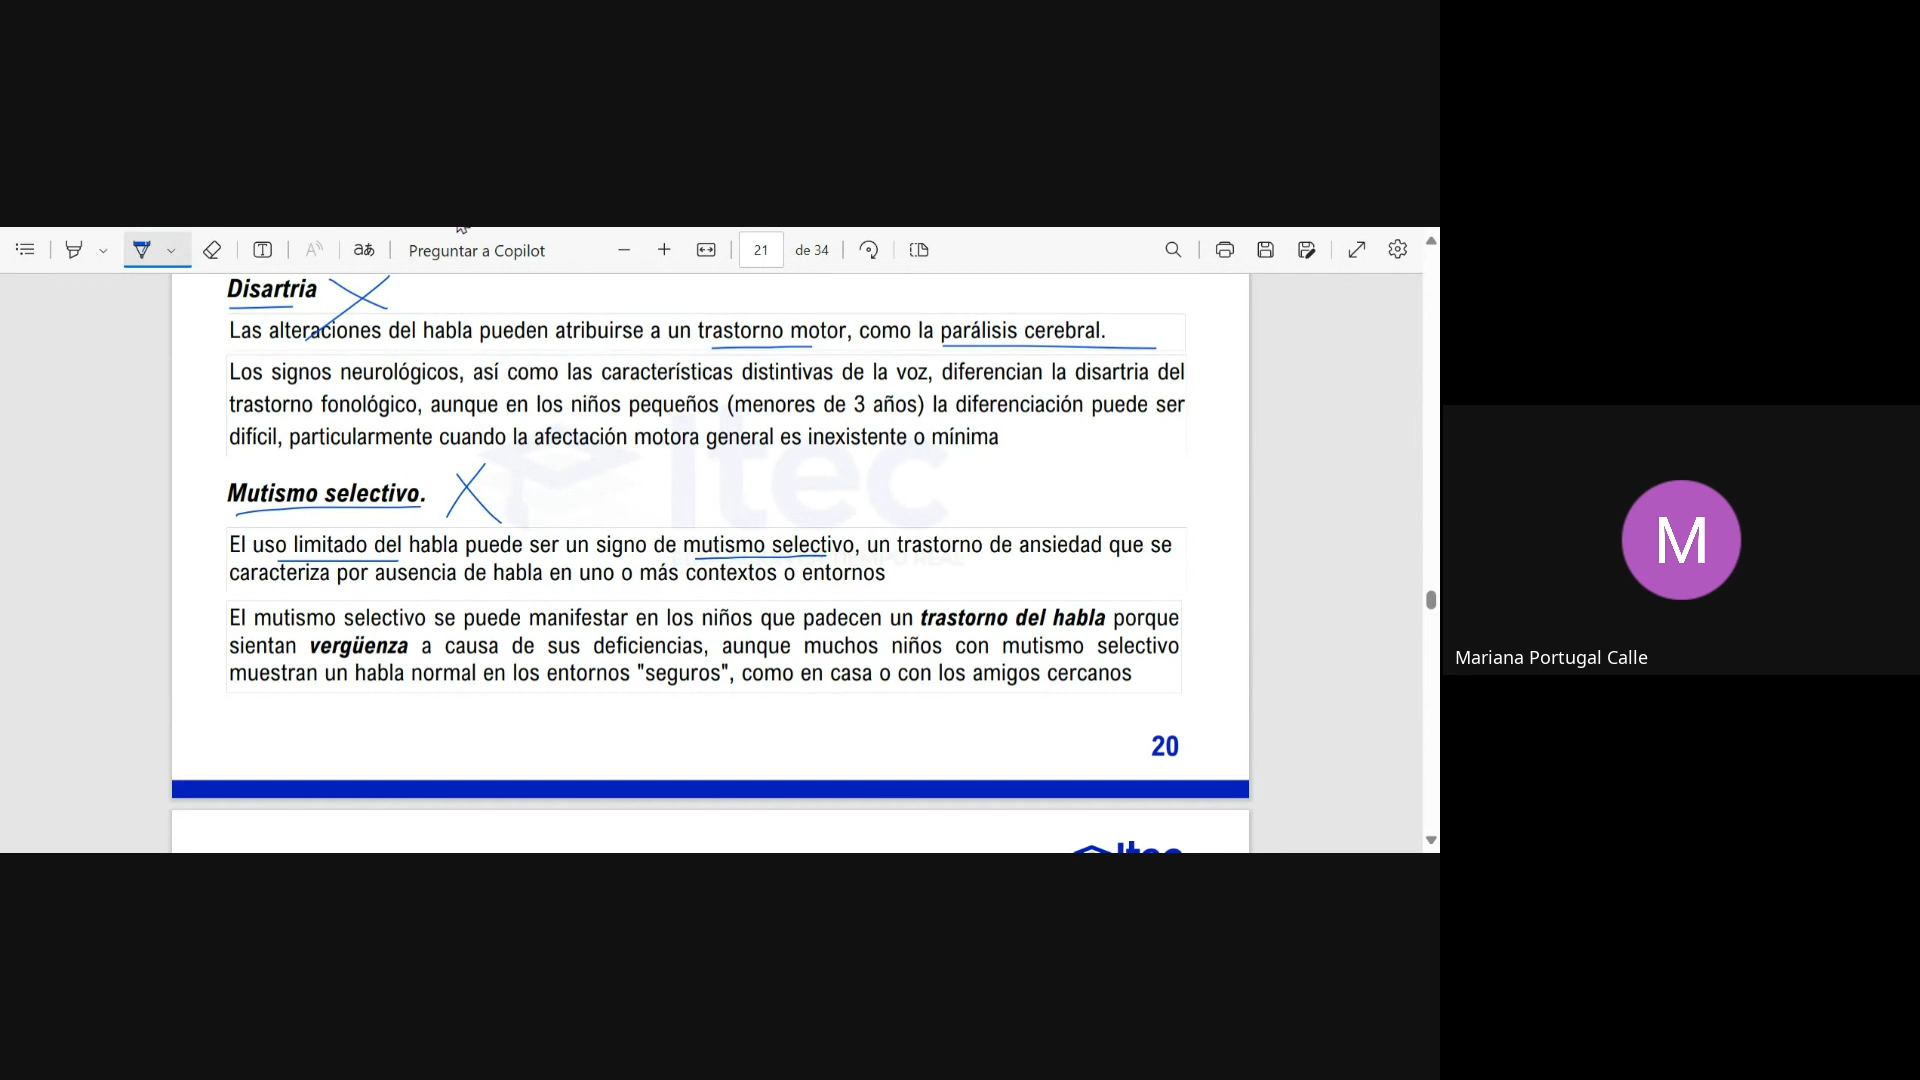 Preguntar a Copilot
21 de 34
Disartria
Las alteraciones del habla pueden atribuirse a un trastorno motor, como la parálisis cerebral.
Los signos neurológicos, así como las características distintivas de la voz, diferencian la disartria del
trastorno fonológico, aunque en los niños pequeños (menores de 3 años) la diferenciación puede ser
difícil, particularmente cuando la afectación motora general es inexistente o mínima
Mutismo selectivo.
El uso limitado del habla puede ser un signo de mutismo selectivo, un trastorno de ansiedad que se
caracteriza por ausencia de habla en uno o más contextos o entornos
El mutismo selectivo se puede manifestar en los niños que padecen un trastorno del habla porque
sientan vergüenza a causa de sus deficiencias, aunque muchos niños con mutismo selectivo
muestran un habla normal en los entornos "seguros", como en casa o con los amigos cercanos
20
Itec
Itec
M
Mariana Portugal Calle